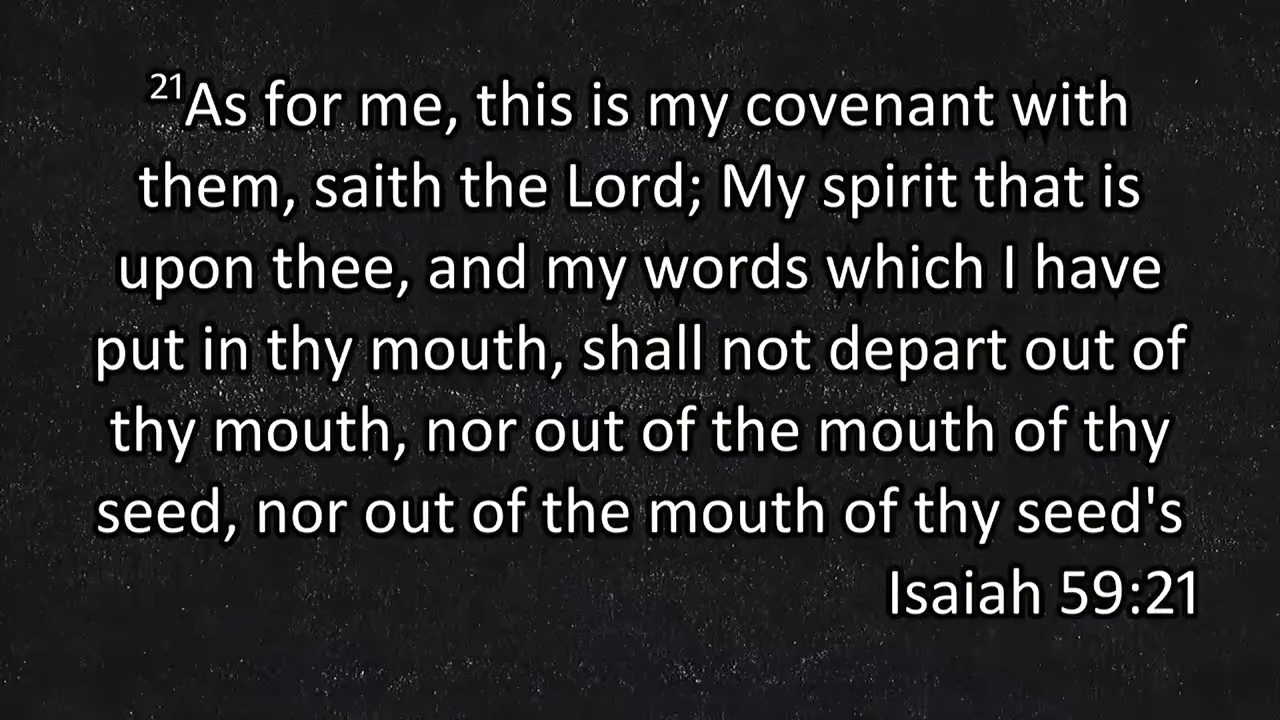 21As for me, this is my covenant with
them, saith the Lord; My spirit that is
upon thee, and my words which I have
put in thy mouth, shall not depart out of
thy mouth, nor out of the mouth of thy
seed, nor out of the mouth of thy seed's
Isaiah 59:21